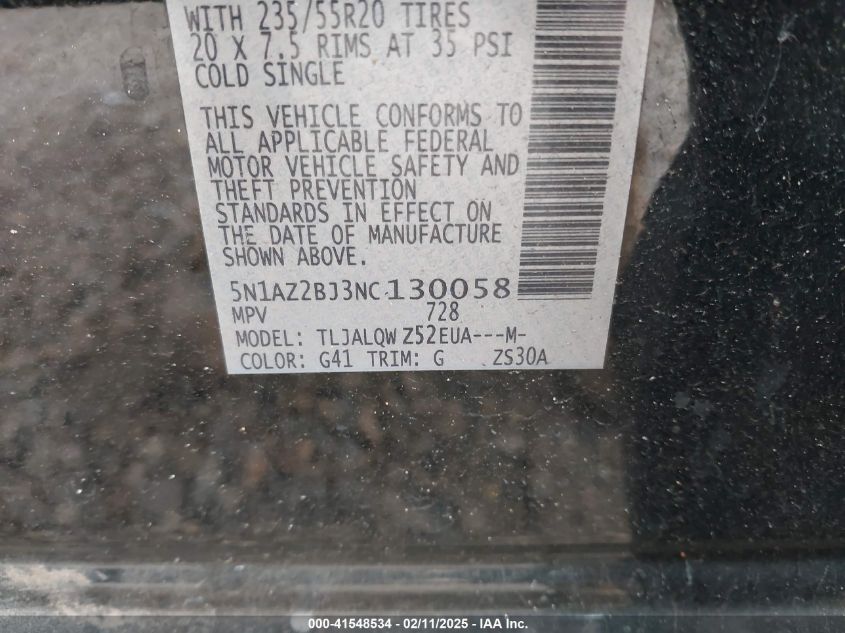 WITH 235/55R20 TIRES
20 X 7.5 RIMS AT 35 PSI
COLD SINGLE
THIS VEHICLE CONFORMS TO
ALL APPLICABLE FEDERAL
MOTOR VEHICLE SAFETY AND
THEFT PREVENTION
STANDARDS IN EFFECT ON
THE DATE OF MANUFACTURE
SHOWN ABOVE.
5N1AZ2BJ3NC130058
MPV 728
MODEL: TLJALQW Z52EUA---M-
COLOR: G41 TRIM: G ZS30A
000-41548534 — 02/11/2025 — IAA Inc.